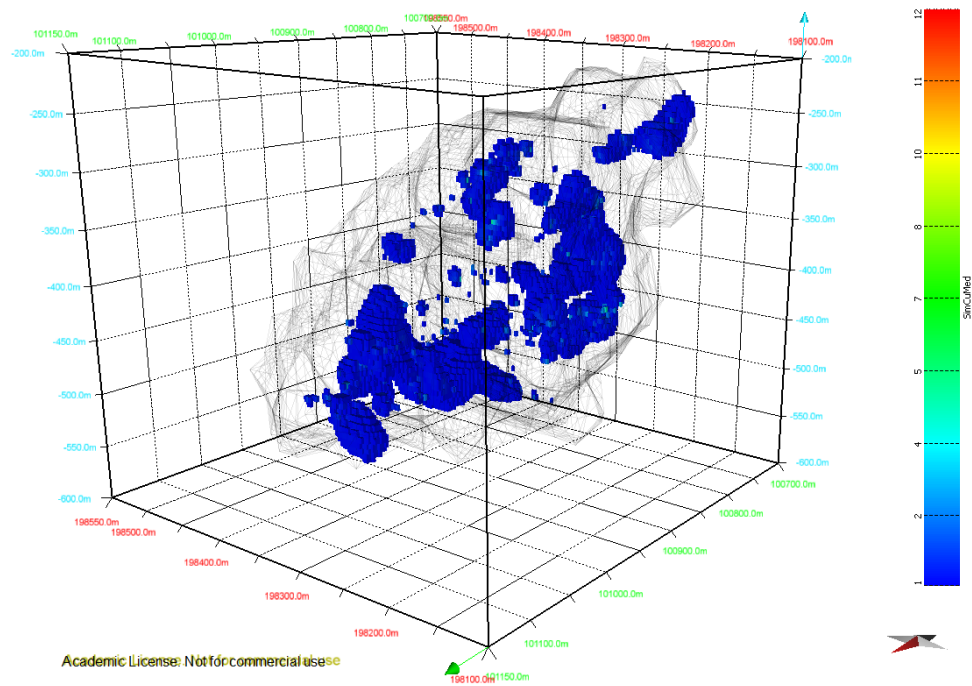 101150.0m
101100.0m
101000.0m
100900.0m
100800.0m
198500.0m
198400.0m
198300.0m
198200.0m
198100.0m
-200.0m
-250.0m
-300.0m
-350.0m
-400.0m
-450.0m
-500.0m
-550.0m
-600.0m
-250.0m
-300.0m
-350.0m
-400.0m
-450.0m
-500.0m
-550.0m
-600.0m
198550.0m
198500.0m
198400.0m
198300.0m
198200.0m
198100.0m
100700.0m
100800.0m
100900.0m
101000.0m
101100.0m
101150.0m
12
11
10
8
7
5
4
2
1
SimCuMed
Academic License. Not for commercial use